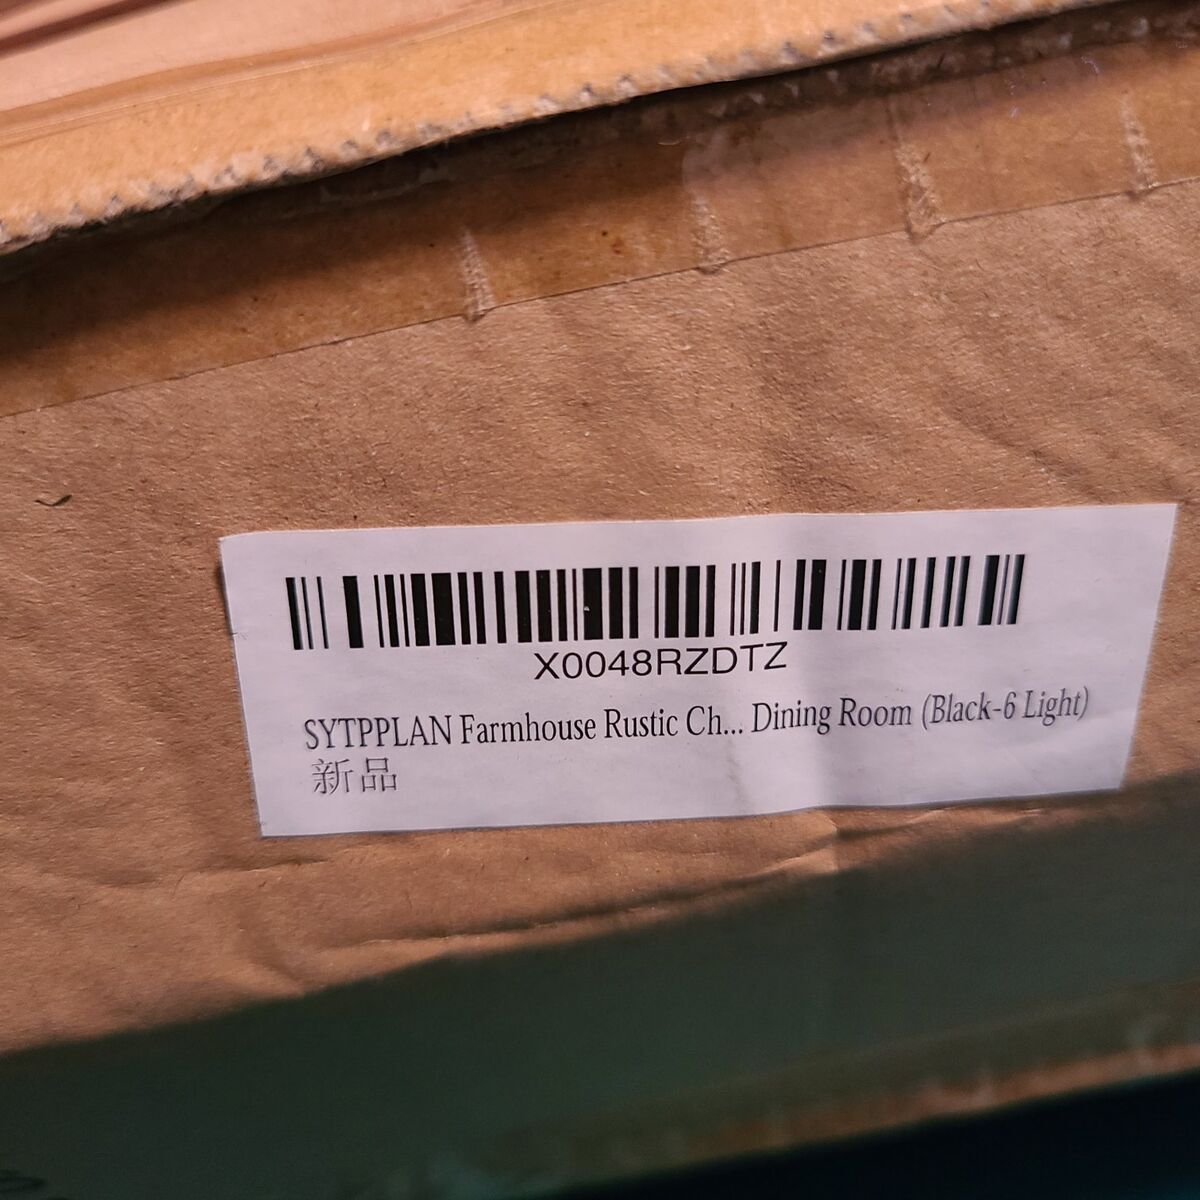 X0048RZDTZ
SYTPPLAN Farmhouse Rustic Ch... Dining Room (Black-6 Light)
新品